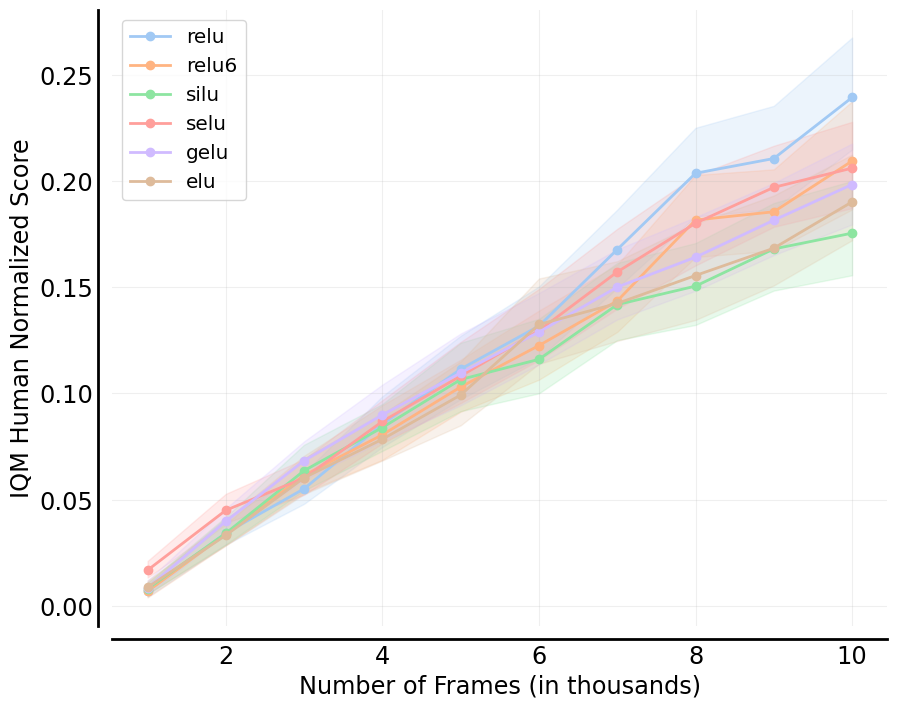 relu
relu6
silu
selu
gelu
elu
0.25
0.20
0.15
0.10
0.05
0.00
IQM Human Normalized Score
2 4 6 8 10
Number of Frames (in thousands)